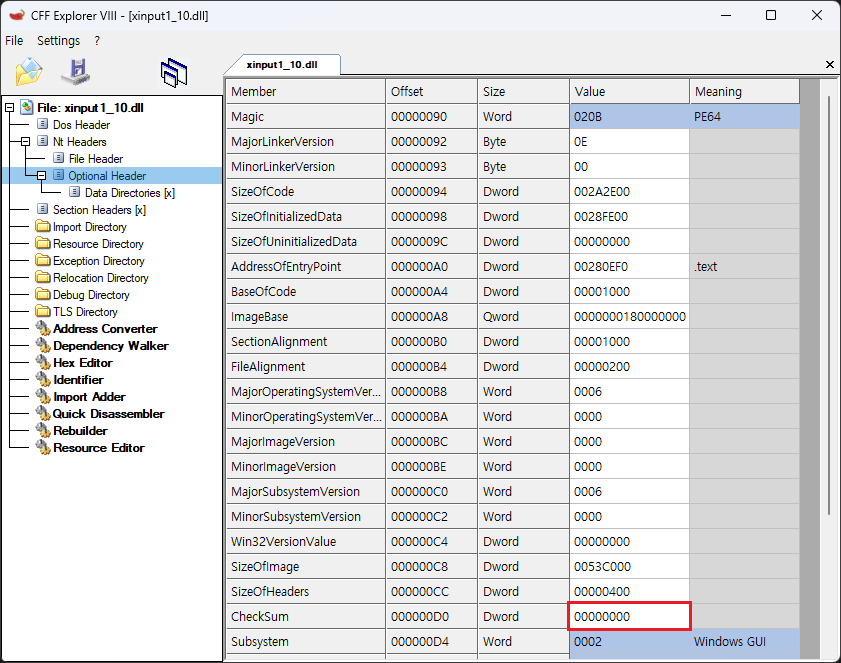 CFF Explorer VIII - [xinput1_10.dll]
File Settings ?
xinput1_10.dll
File: xinput1_10.dll
Dos Header
Nt Headers
File Header
Optional Header
Data Directories [x]
Section Headers [x]
Import Directory
Resource Directory
Exception Directory
Relocation Directory
Debug Directory
TLS Directory
Address Converter
Dependency Walker
Hex Editor
Identifier
Import Adder
Quick Disassembler
Rebuilder
Resource Editor
Member Offset Size Value Meaning
Magic 00000090 Word 020B PE64
MajorLinkerVersion 00000092 Byte 0E
MinorLinkerVersion 00000093 Byte 00
SizeOfCode 00000094 Dword 002A2E00
SizeOfInitializedData 00000098 Dword 0028FE00
SizeOfUninitializedData 0000009C Dword 00000000
AddressOfEntryPoint 000000A0 Dword 00280EF0 .text
BaseOfCode 000000A4 Dword 00001000
ImageBase 000000A8 Qword 0000000180000000
SectionAlignment 000000B0 Dword 00001000
FileAlignment 000000B4 Dword 00000200
MajorOperatingSystemVer... 000000B8 Word 0006
MinorOperatingSystemVer... 000000BA Word 0000
MajorImageVersion 000000BC Word 0000
MinorImageVersion 000000BE Word 0000
MajorSubsystemVersion 000000C0 Word 0006
MinorSubsystemVersion 000000C2 Word 0000
Win32VersionValue 000000C4 Dword 00000000
SizeOfImage 000000C8 Dword 0053C000
SizeOfHeaders 000000CC Dword 00000400
CheckSum 000000D0 Dword 00000000
Subsystem 000000D4 Word 0002 Windows GUI